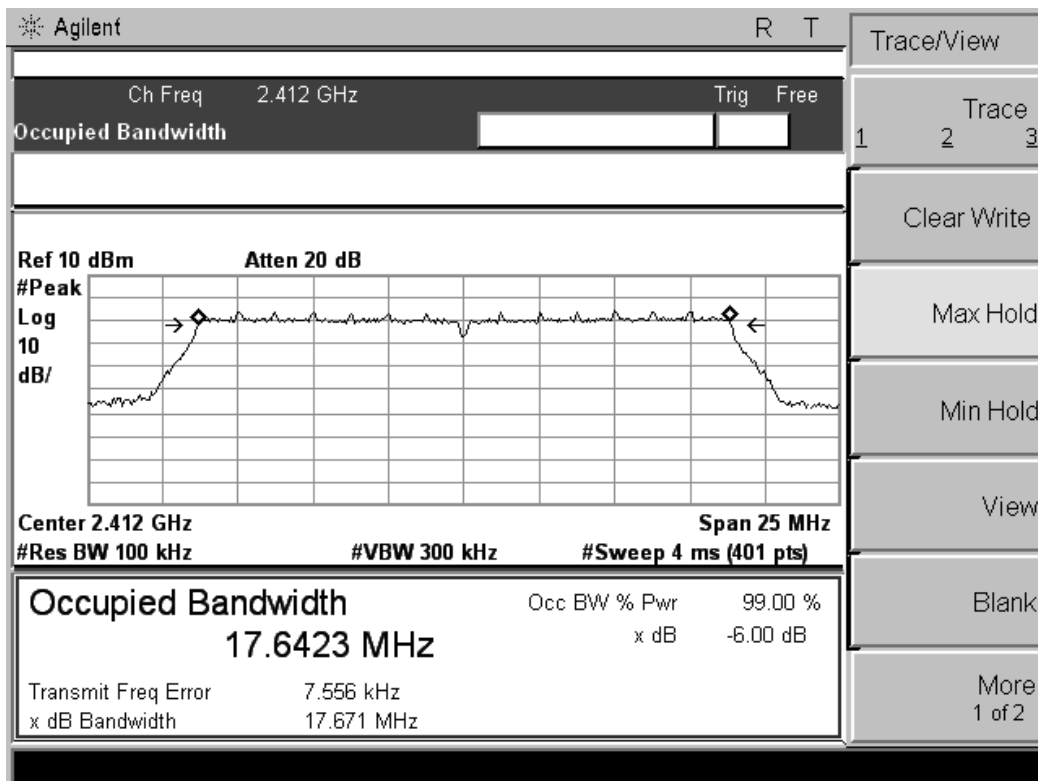 Agilent R T
Trace/View
Ch Freq 2.412 GHz Trig Free
Occupied Bandwidth
Trace
1 2 3
Clear Write
Ref 10 dBm Atten 20 dB
#Peak
Log
10
dB/
Max Hold
Min Hold
View
Center 2.412 GHz Span 25 MHz
#Res BW 100 kHz #VBW 300 kHz #Sweep 4 ms (401 pts)
Occupied Bandwidth
17.6423 MHz
Occ BW % Pwr 99.00 %
x dB -6.00 dB
Transmit Freq Error 7.556 kHz
x dB Bandwidth 17.671 MHz
Blank
More
1 of 2